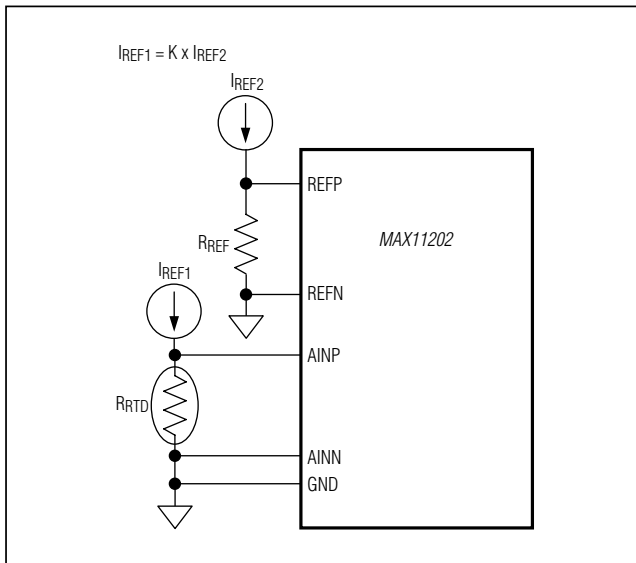 IREF1 = K x IREF2
IREF2
REFP
MAX11202
RREF
REFN
IREF1
AINP
RRTD
AINN
GND